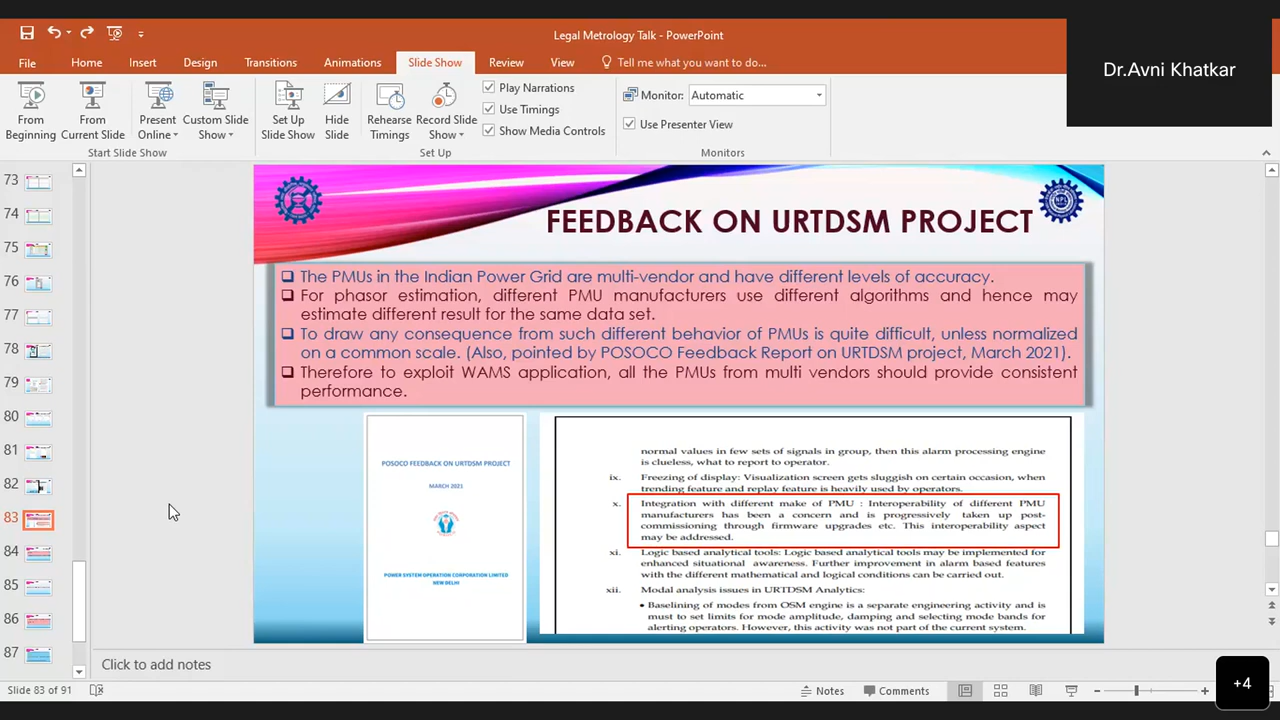 Legal Metrology Talk - PowerPoint
Dr.Avni Khatkar
File Home Insert Design Transitions Animations Slide Show Review View Tell me what you want to do...
From Beginning
From Current Slide
Present Online
Custom Slide Show
Start Slide Show
Set Up Slide Show
Hide Slide
Rehearse Timings
Record Slide Show
Play Narrations
Use Timings
Show Media Controls
Set Up
Monitor: Automatic
Use Presenter View
Monitors
73
74
75
76
77
78
79
80
81
82
83
84
85
86
87
FEEDBACK ON URTDSM PROJECT
The PMUs in the Indian Power Grid are multi-vendor and have different levels of accuracy.
For phasor estimation, different PMU manufacturers use different algorithms and hence may
estimate different result for the same data set.
To draw any consequence from such different behavior of PMUs is quite difficult, unless normalized
on a common scale. (Also, pointed by POSOCO Feedback Report on URTDSM project, March 2021).
Therefore to exploit WAMS application, all the PMUs from multi vendors should provide consistent
performance.
POSOCO FEEDBACK ON URTDSM PROJECT
MARCH 2021
POWER SYSTEM OPERATION CORPORATION LIMITED
NEW DELHI
normal values in few sets of signals in group, then this alarm processing engine
is clueless, what to report to operator.
ix. Freezing of display: Visualization screen gets sluggish on certain occasion, when
trending feature and replay feature is heavily used by operators.
x. Integration with different make of PMU : Interoperability of different PMU
manufacturers has been a concern and is progressively taken up post-
commissioning through firmware upgrades etc. This interoperability aspect
may be addressed.
xi. Logic based analytical tools: Logic based analytical tools may be implemented for
enhanced situational awareness. Further improvement in alarm based features
with the different mathematical and logical conditions can be carried out.
xii. Modal analysis issues in URTDSM Analytics:
• Baselining of modes from OSM engine is a separate engineering activity and is
must to set limits for mode amplitude, damping and selecting mode bands for
alerting operators. However, this activity was not part of the current system.
Click to add notes
Slide 83 of 91
Notes Comments
+4